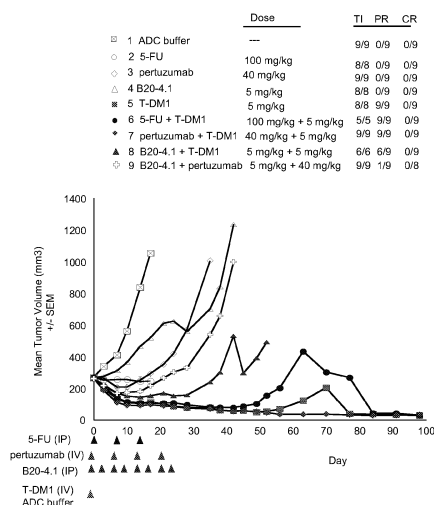 Dose TI PR CR
1 ADC buffer --- 9/9 0/9 0/9
2 5-FU 100 mg/kg 8/8 0/9 0/9
3 pertuzumab 40 mg/kg 9/9 0/9 0/9
4 B20-4.1 5 mg/kg 8/8 0/9 0/9
5 T-DM1 5 mg/kg 8/8 9/9 0/9
6 5-FU + T-DM1 100 mg/kg + 5 mg/kg 5/5 9/9 0/9
7 pertuzumab + T-DM1 40 mg/kg + 5 mg/kg 9/9 9/9 0/9
8 B20-4.1 + T-DM1 5 mg/kg + 5 mg/kg 6/6 6/9 0/9
9 B20-4.1 + pertuzumab 5 mg/kg + 40 mg/kg 9/9 1/9 0/8
Mean Tumor Volume (mm3)
+/- SEM
1400
1200
1000
800
600
400
200
0
0 10 20 30 40 50 60 70 80 90 100
Day
5-FU (IP)
pertuzumab (IV)
B20-4.1 (IP)
T-DM1 (IV)
ADC buffer